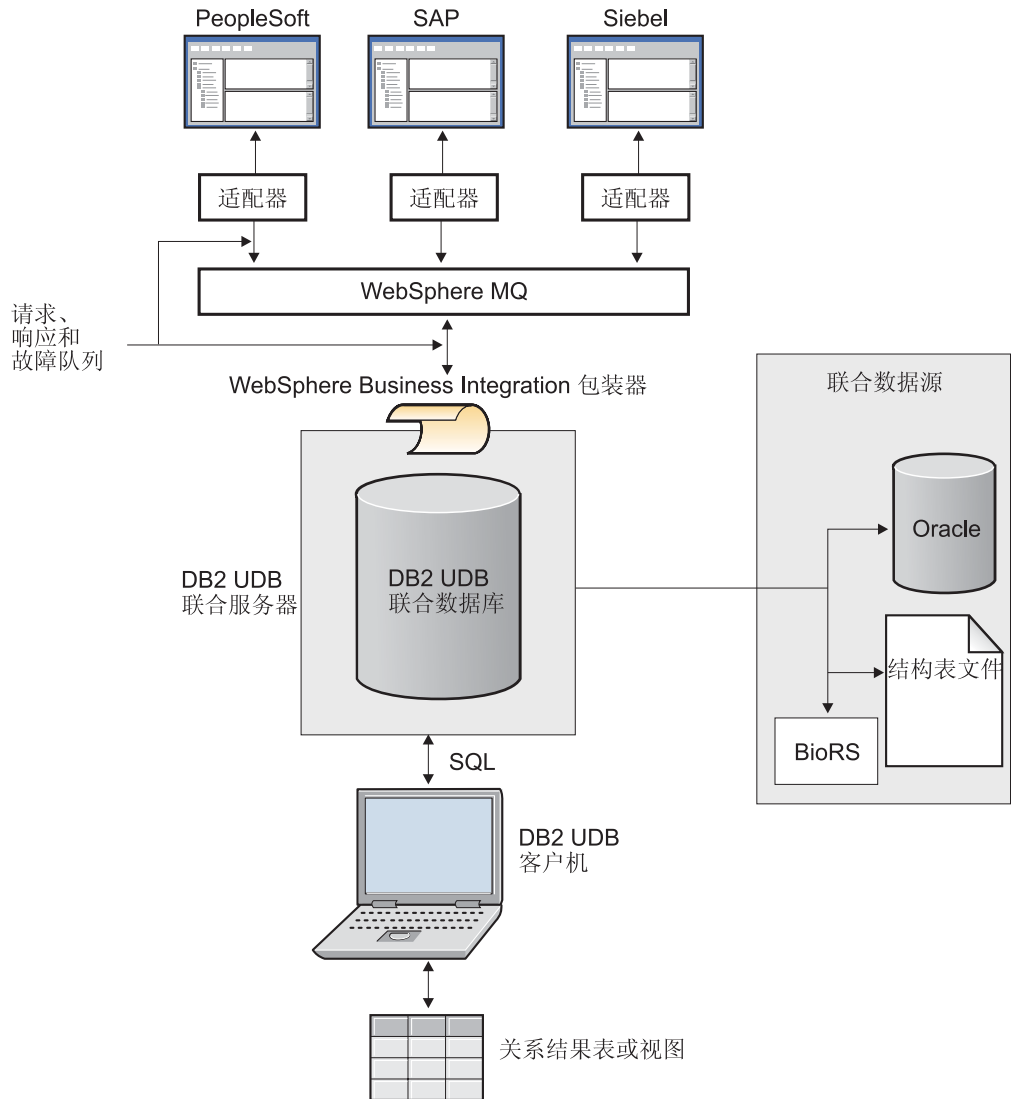 PeopleSoft
SAP
Siebel
适配器
适配器
适配器
WebSphere MQ
请求、
响应和
故障队列
WebSphere Business Integration 包装器
联合数据源
Oracle
DB2 UDB
联合服务器
DB2 UDB
联合数据库
结构表文件
BioRS
SQL
DB2 UDB
客户机
关系结果表或视图